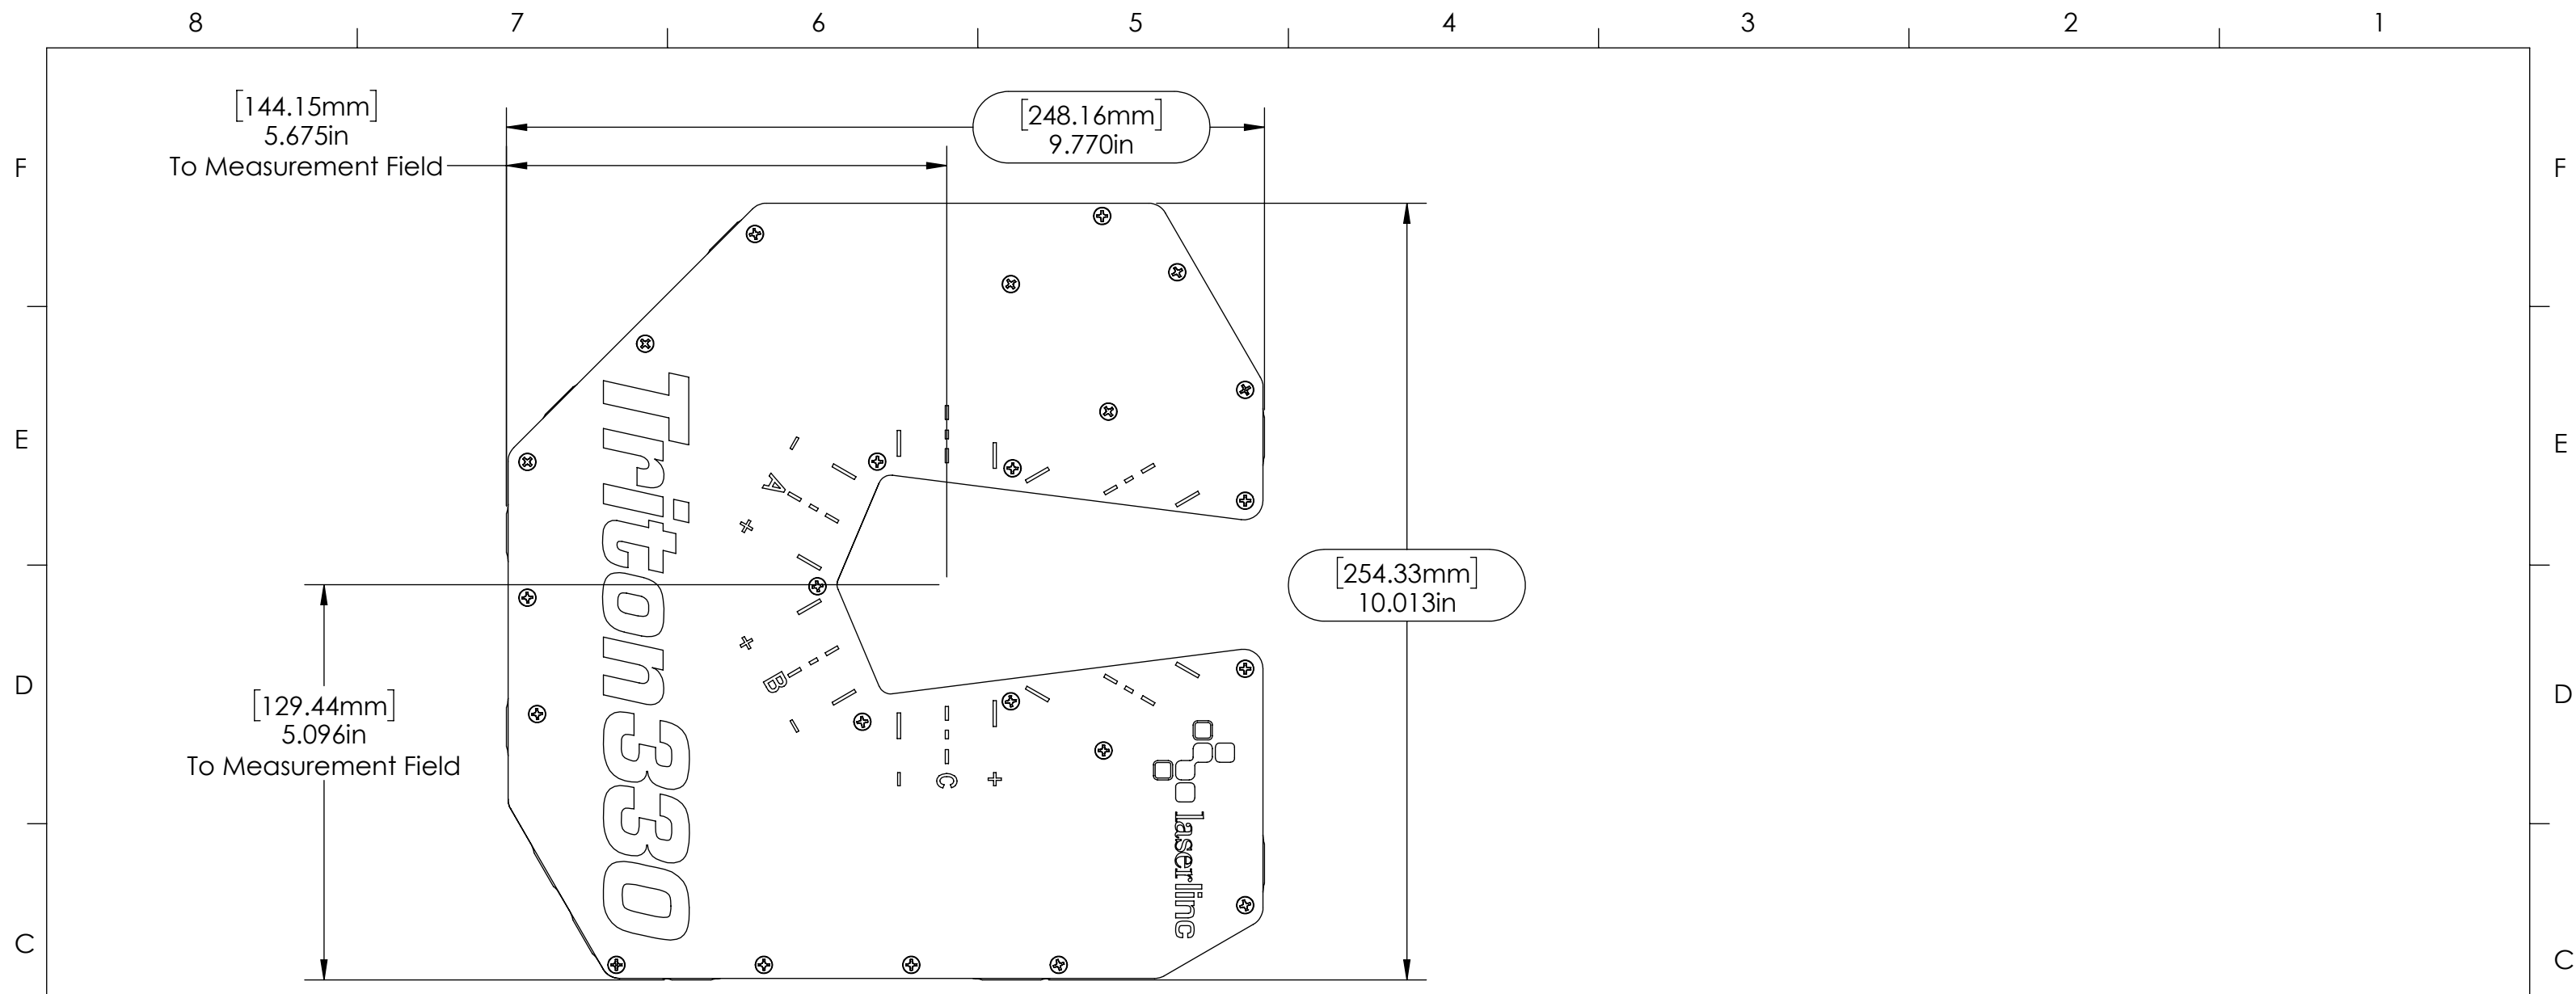 8 7 6 5 4 3 2 1
[144.15mm]
5.675in
To Measurement Field
[248.16mm]
9.770in
F F
E E
Triton330
A
-
+
[254.33mm]
10.013in
+
B
-
D D
[129.44mm]
5.096in
To Measurement Field
- C +
laserlinc
C C